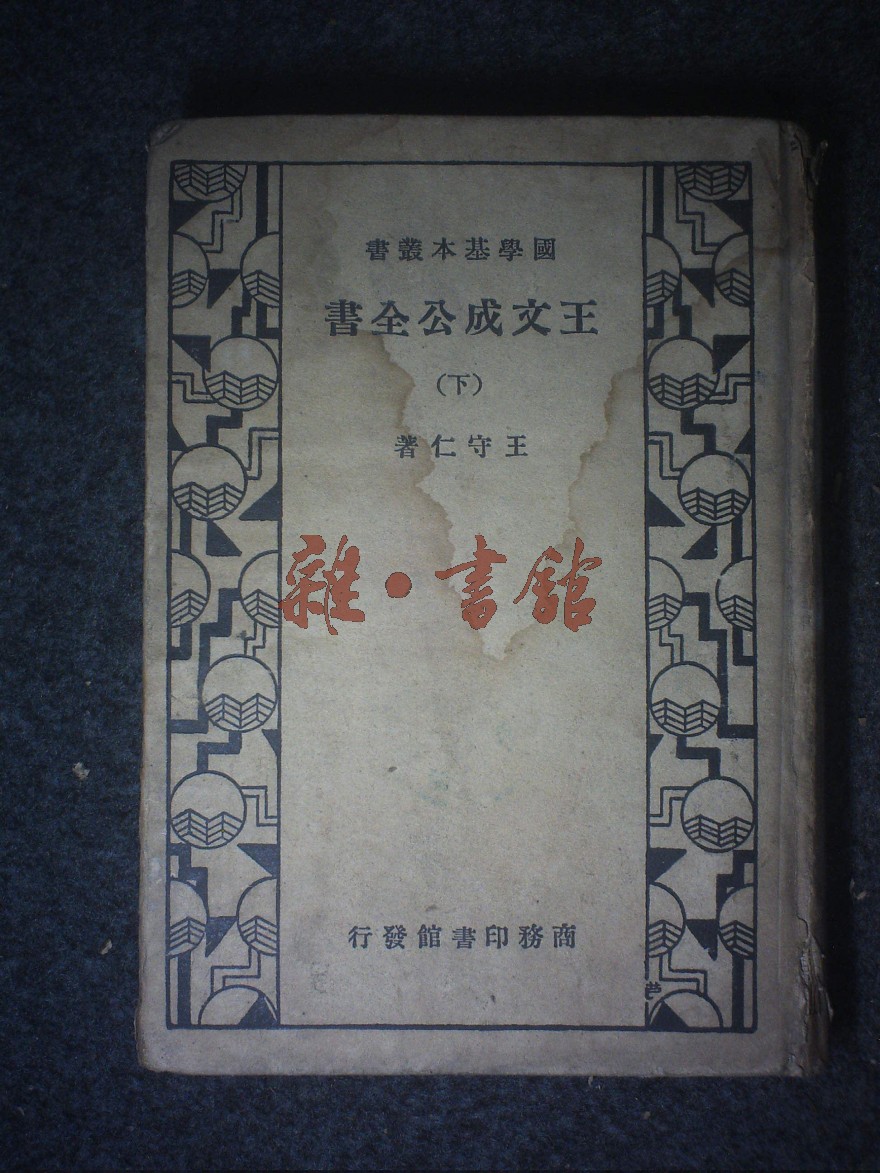 國學基本叢書
王文成公全書
（下）
王守仁著
雜·書館
商務印書館發行